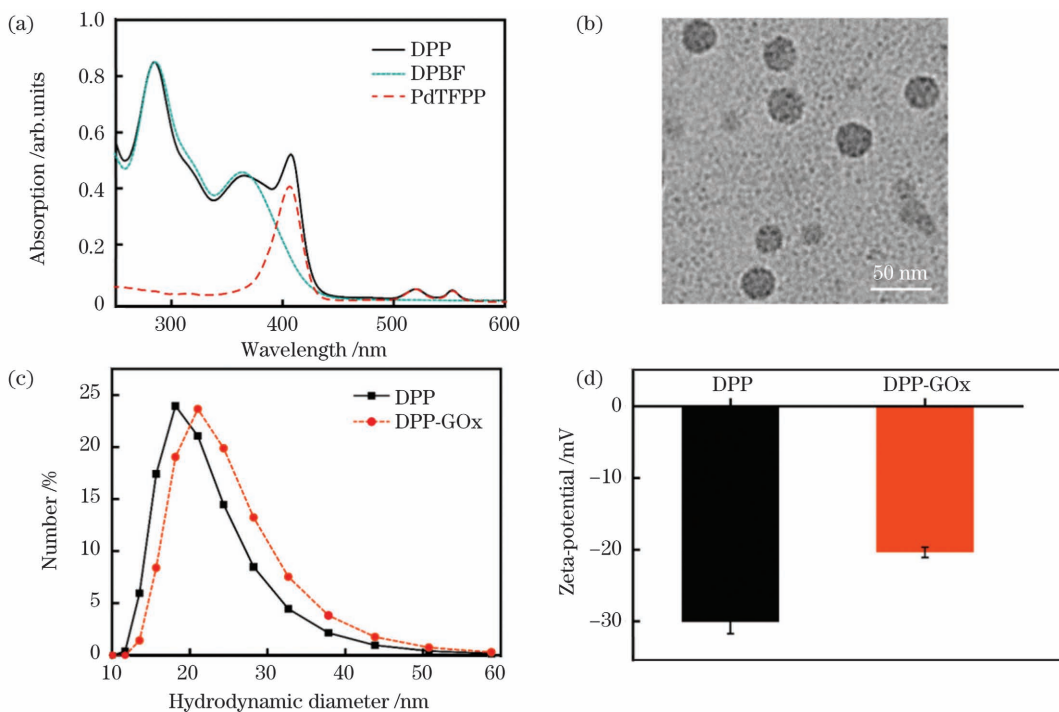 (a)
1.0
0.8
0.6
0.4
0.2
0
Absorption /arb.units
DPP
DPBF
PdTFPP
300
400
500
600
Wavelength /nm
(b)
50 nm
(c)
25
20
15
10
5
0
Number /%
DPP
DPP-GOx
10
20
30
40
50
60
Hydrodynamic diameter /nm
(d)
DPP
DPP-GOx
0
−10
−20
−30
Zeta-potential /mV